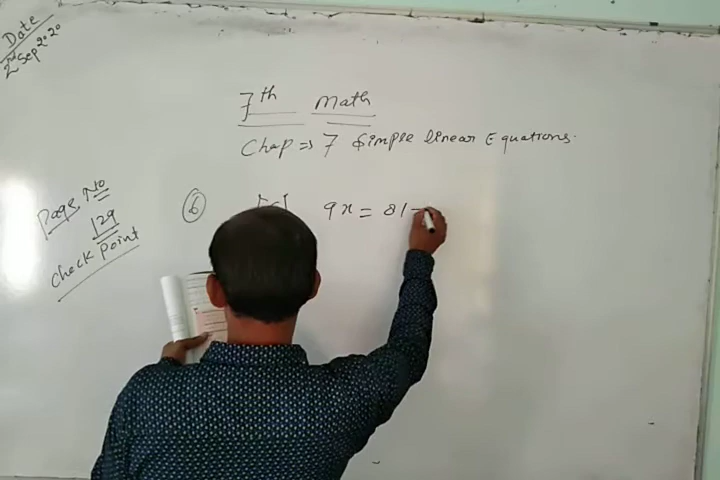 Date
2nd Sep 2020
7th Math
Chap => 7 Simple linear Equations.
Page No
129
Check Point
6 9x = 81 -